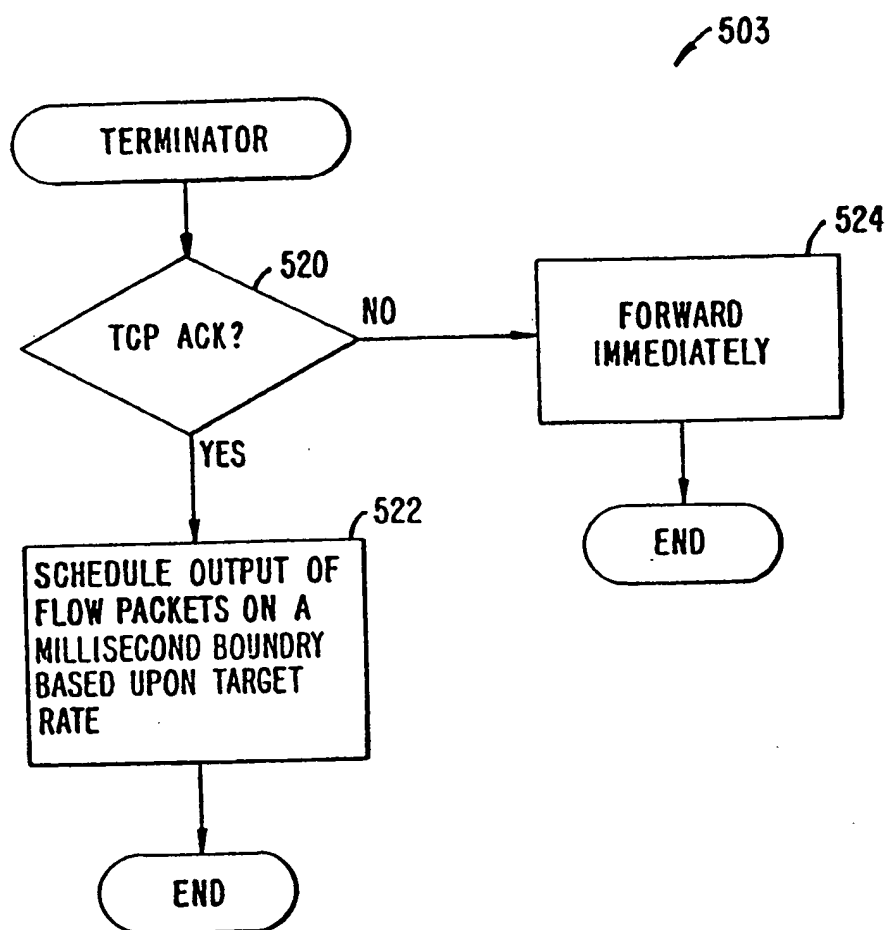 503
TERMINATOR
520
TCP ACK?
NO
524
FORWARD
IMMEDIATELY
END
YES
522
SCHEDULE OUTPUT OF
FLOW PACKETS ON A
MILLISECOND BOUNDRY
BASED UPON TARGET
RATE
END